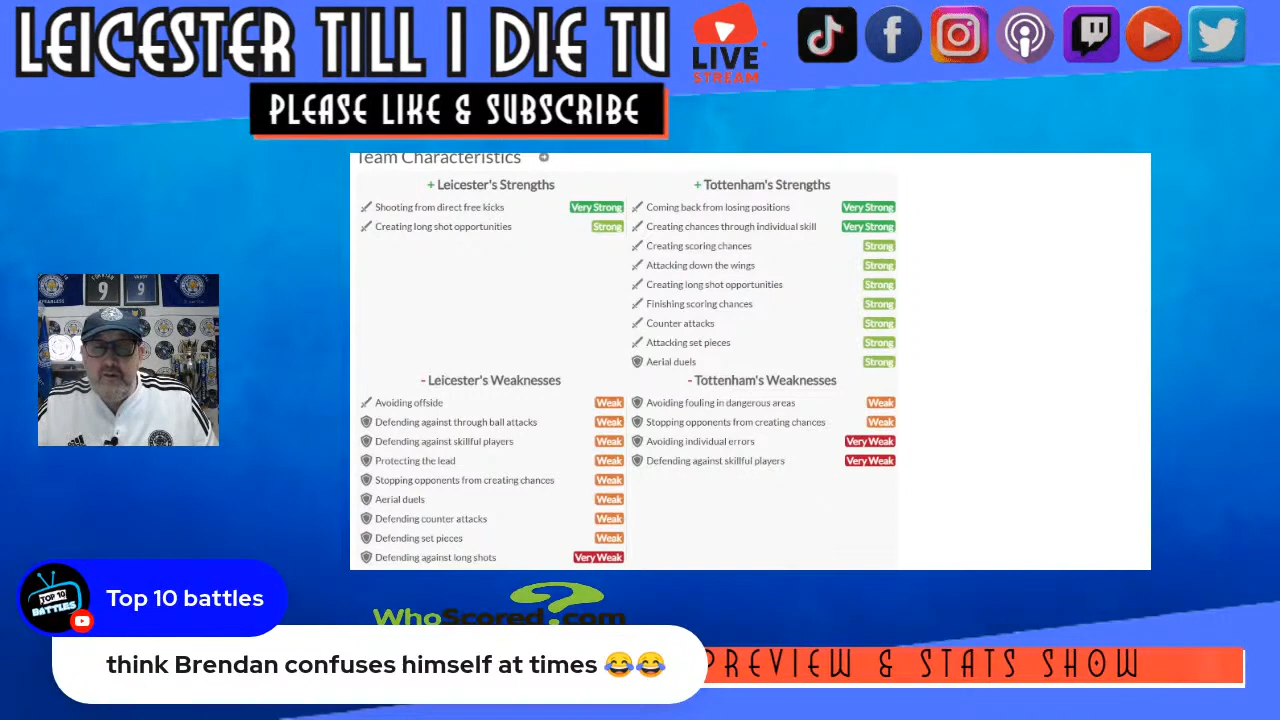 LEICESTER TILL I DIE TV
LIVE
STREAM
PLEASE LIKE & SUBSCRIBE
Team Characteristics
+ Leicester's Strengths
Shooting from direct free kicks Very Strong
Creating long shot opportunities Strong
+ Tottenham's Strengths
Coming back from losing positions Very Strong
Creating chances through individual skill Very Strong
Creating scoring chances Strong
Attacking down the wings Strong
Creating long shot opportunities Strong
Finishing scoring chances Strong
Counter attacks Strong
Attacking set pieces Strong
Aerial duels Strong
- Leicester's Weaknesses
Avoiding offside Weak
Defending against through ball attacks Weak
Defending against skillful players Weak
Protecting the lead Weak
Stopping opponents from creating chances Weak
Aerial duels Weak
Defending counter attacks Weak
Defending set pieces Weak
Defending against long shots Very Weak
- Tottenham's Weaknesses
Avoiding fouling in dangerous areas Weak
Stopping opponents from creating chances Weak
Avoiding individual errors Very Weak
Defending against skillful players Very Weak
9
9
TOP 10
BATTLES
Top 10 battles
WhoScored.com
think Brendan confuses himself at times 😂😂
PREVIEW & STATS SHOW